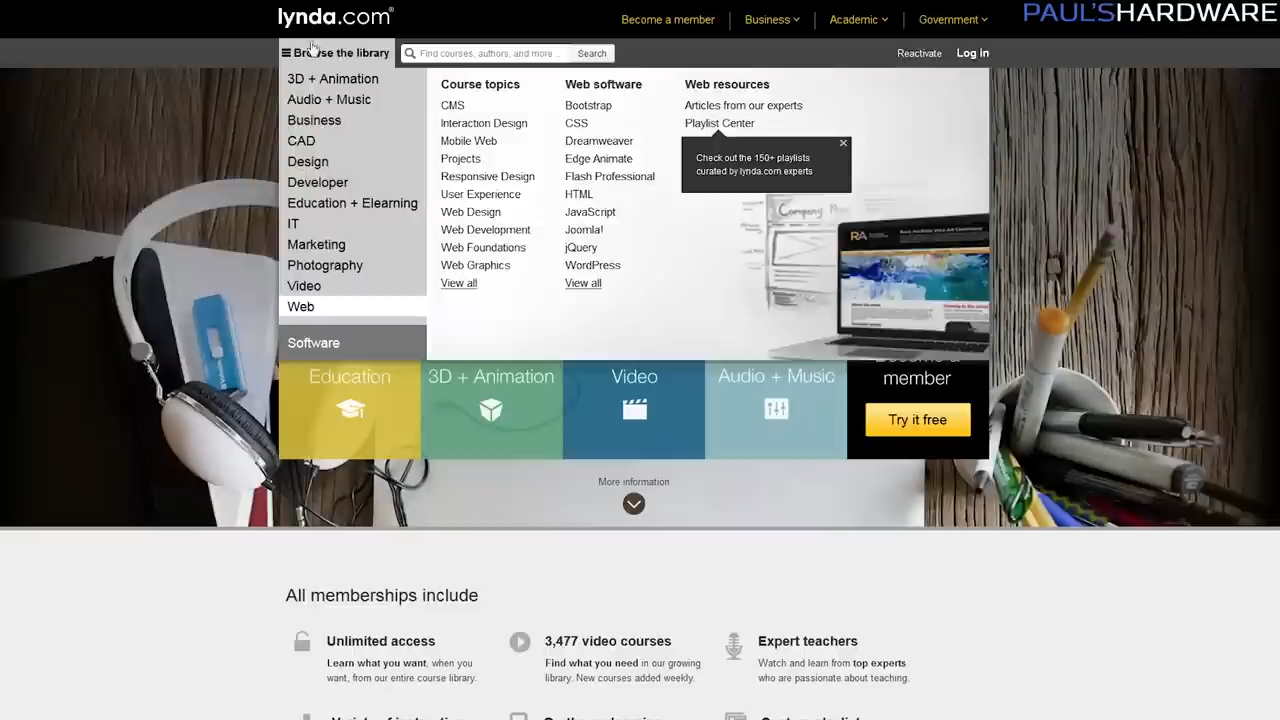 lynda.com®
Become a member
Business
Academic
Government
PAUL'SHARDWARE
Browse the library
Find courses, authors, and more ...
Search
Reactivate
Log in
3D + Animation
Audio + Music
Business
CAD
Design
Developer
Education + Elearning
IT
Marketing
Photography
Video
Web
Software
Course topics
CMS
Interaction Design
Mobile Web
Projects
Responsive Design
User Experience
Web Design
Web Development
Web Foundations
Web Graphics
View all
Web software
Bootstrap
CSS
Dreamweaver
Edge Animate
Flash Professional
HTML
JavaScript
Joomla!
jQuery
WordPress
View all
Web resources
Articles from our experts
Playlist Center
Check out the 150+ playlists
curated by lynda.com experts
Company
RA
Education
3D + Animation
Video
Audio + Music
member
Try it free
More information
All memberships include
Unlimited access
Learn what you want, when you
want, from our entire course library.
3,477 video courses
Find what you need in our growing
library. New courses added weekly.
Expert teachers
Watch and learn from top experts
who are passionate about teaching.